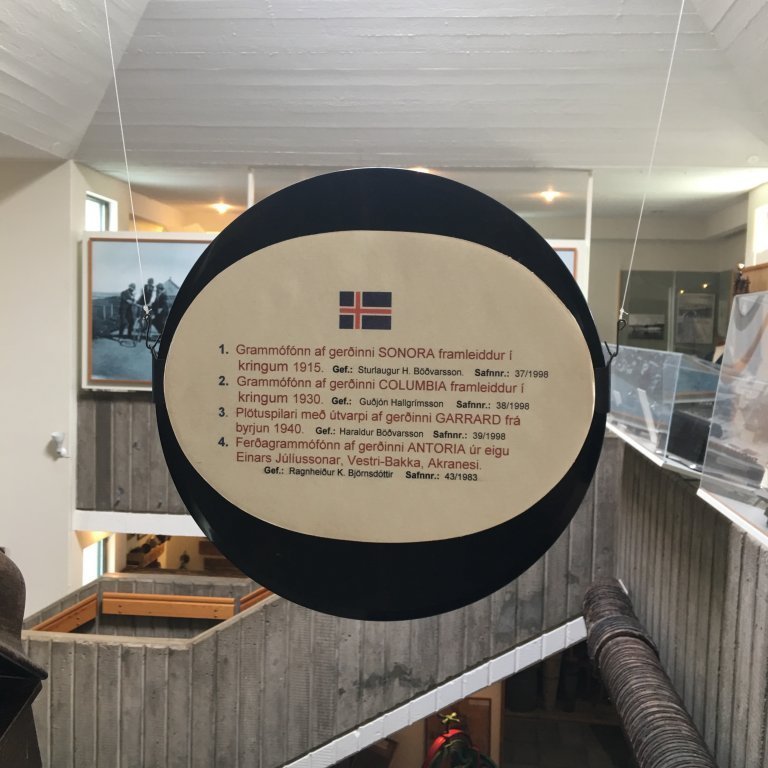 1. Grammófónn af gerðinni SONORA framleiddur í
kringum 1915. Gef.: Sturlaugur H. Böðvarsson. Safnnr.: 37/1998
2. Grammófónn af gerðinni COLUMBIA framleiddur í
kringum 1930. Gef.: Guðjón Hallgrímsson Safnnr.: 38/1998
3. Plötuspilari með útvarpi af gerðinni GARRARD frá
byrjun 1940. Gef.: Haraldur Böðvarsson Safnnr.: 39/1998
4. Ferðagrammófónn af gerðinni ANTORIA úr eigu
Einars Júlíussonar, Vestri-Bakka, Akranesi.
Gef.: Ragnheiður K. Björnsdóttir Safnnr.: 43/1983